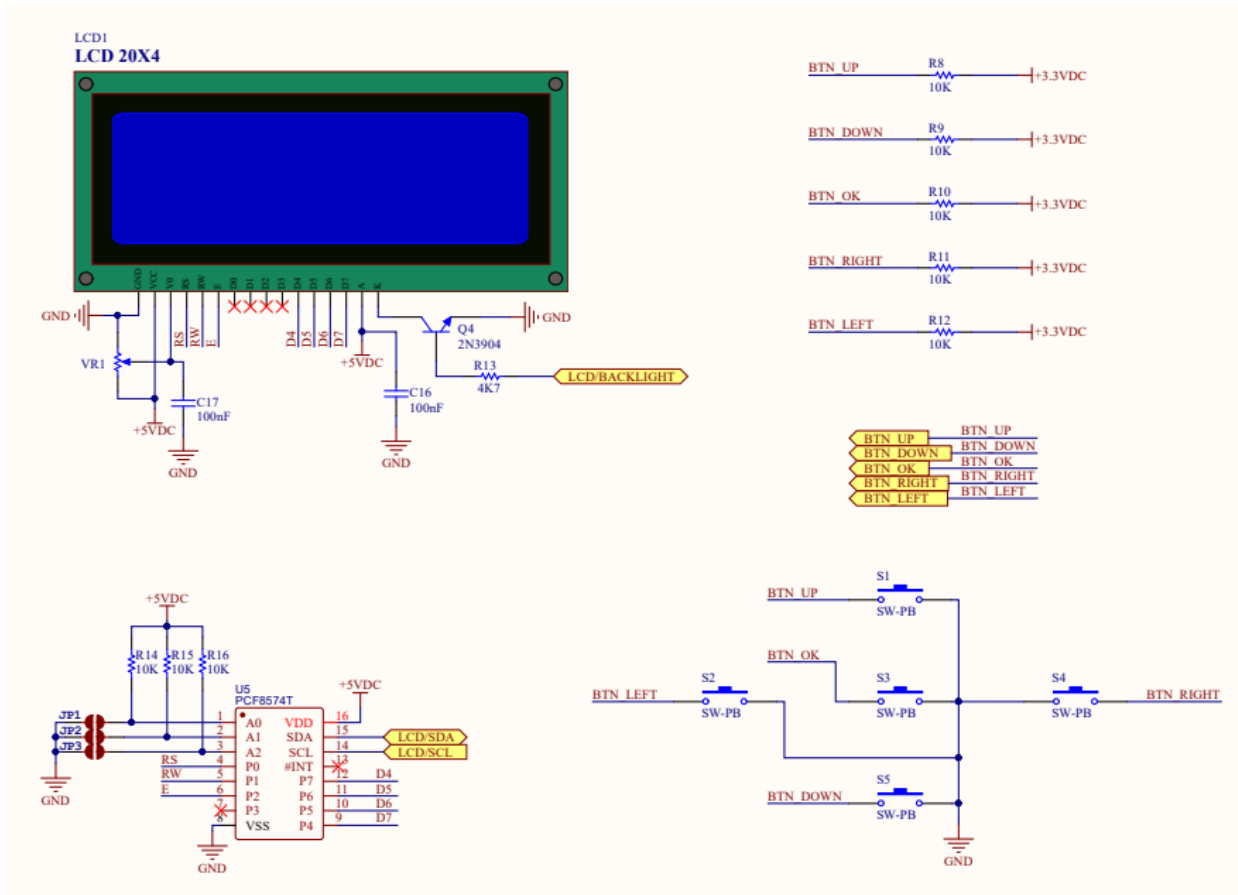 LCD1
LCD 20X4
GND
VCC
V0
RS
RW
E
D0
D1
D2
D3
D4
D5
D6
D7
A
K
GND
RS
RW
E
D4
D5
D6
D7
GND
Q4
2N3904
VR1
+5VDC
R13
4K7
LCD/BACKLIGHT
C17
100nF
C16
100nF
+5VDC
GND
GND
BTN_UP
R8
10K
+3.3VDC
BTN_DOWN
R9
10K
+3.3VDC
BTN_OK
R10
10K
+3.3VDC
BTN_RIGHT
R11
10K
+3.3VDC
BTN_LEFT
R12
10K
+3.3VDC
BTN_UP BTN_UP
BTN_DOWN BTN_DOWN
BTN_OK BTN_OK
BTN_RIGHT BTN_RIGHT
BTN_LEFT BTN_LEFT
+5VDC
R14
10K
R15
10K
R16
10K
U5
PCF8574T
+5VDC
JP1
JP2
JP3
GND
1 A0 VDD 16
2 A1 SDA 15 LCD/SDA
3 A2 SCL 14 LCD/SCL
RS 4 P0 #INT 13
RW 5 P1 P7 12 D4
E 6 P2 P6 11 D5
7 P3 P5 10 D6
8 VSS P4 9 D7
GND
S1
BTN_UP
SW-PB
BTN_OK
S2
BTN_LEFT
SW-PB
S3
SW-PB
S4
BTN_RIGHT
SW-PB
S5
BTN_DOWN
SW-PB
GND